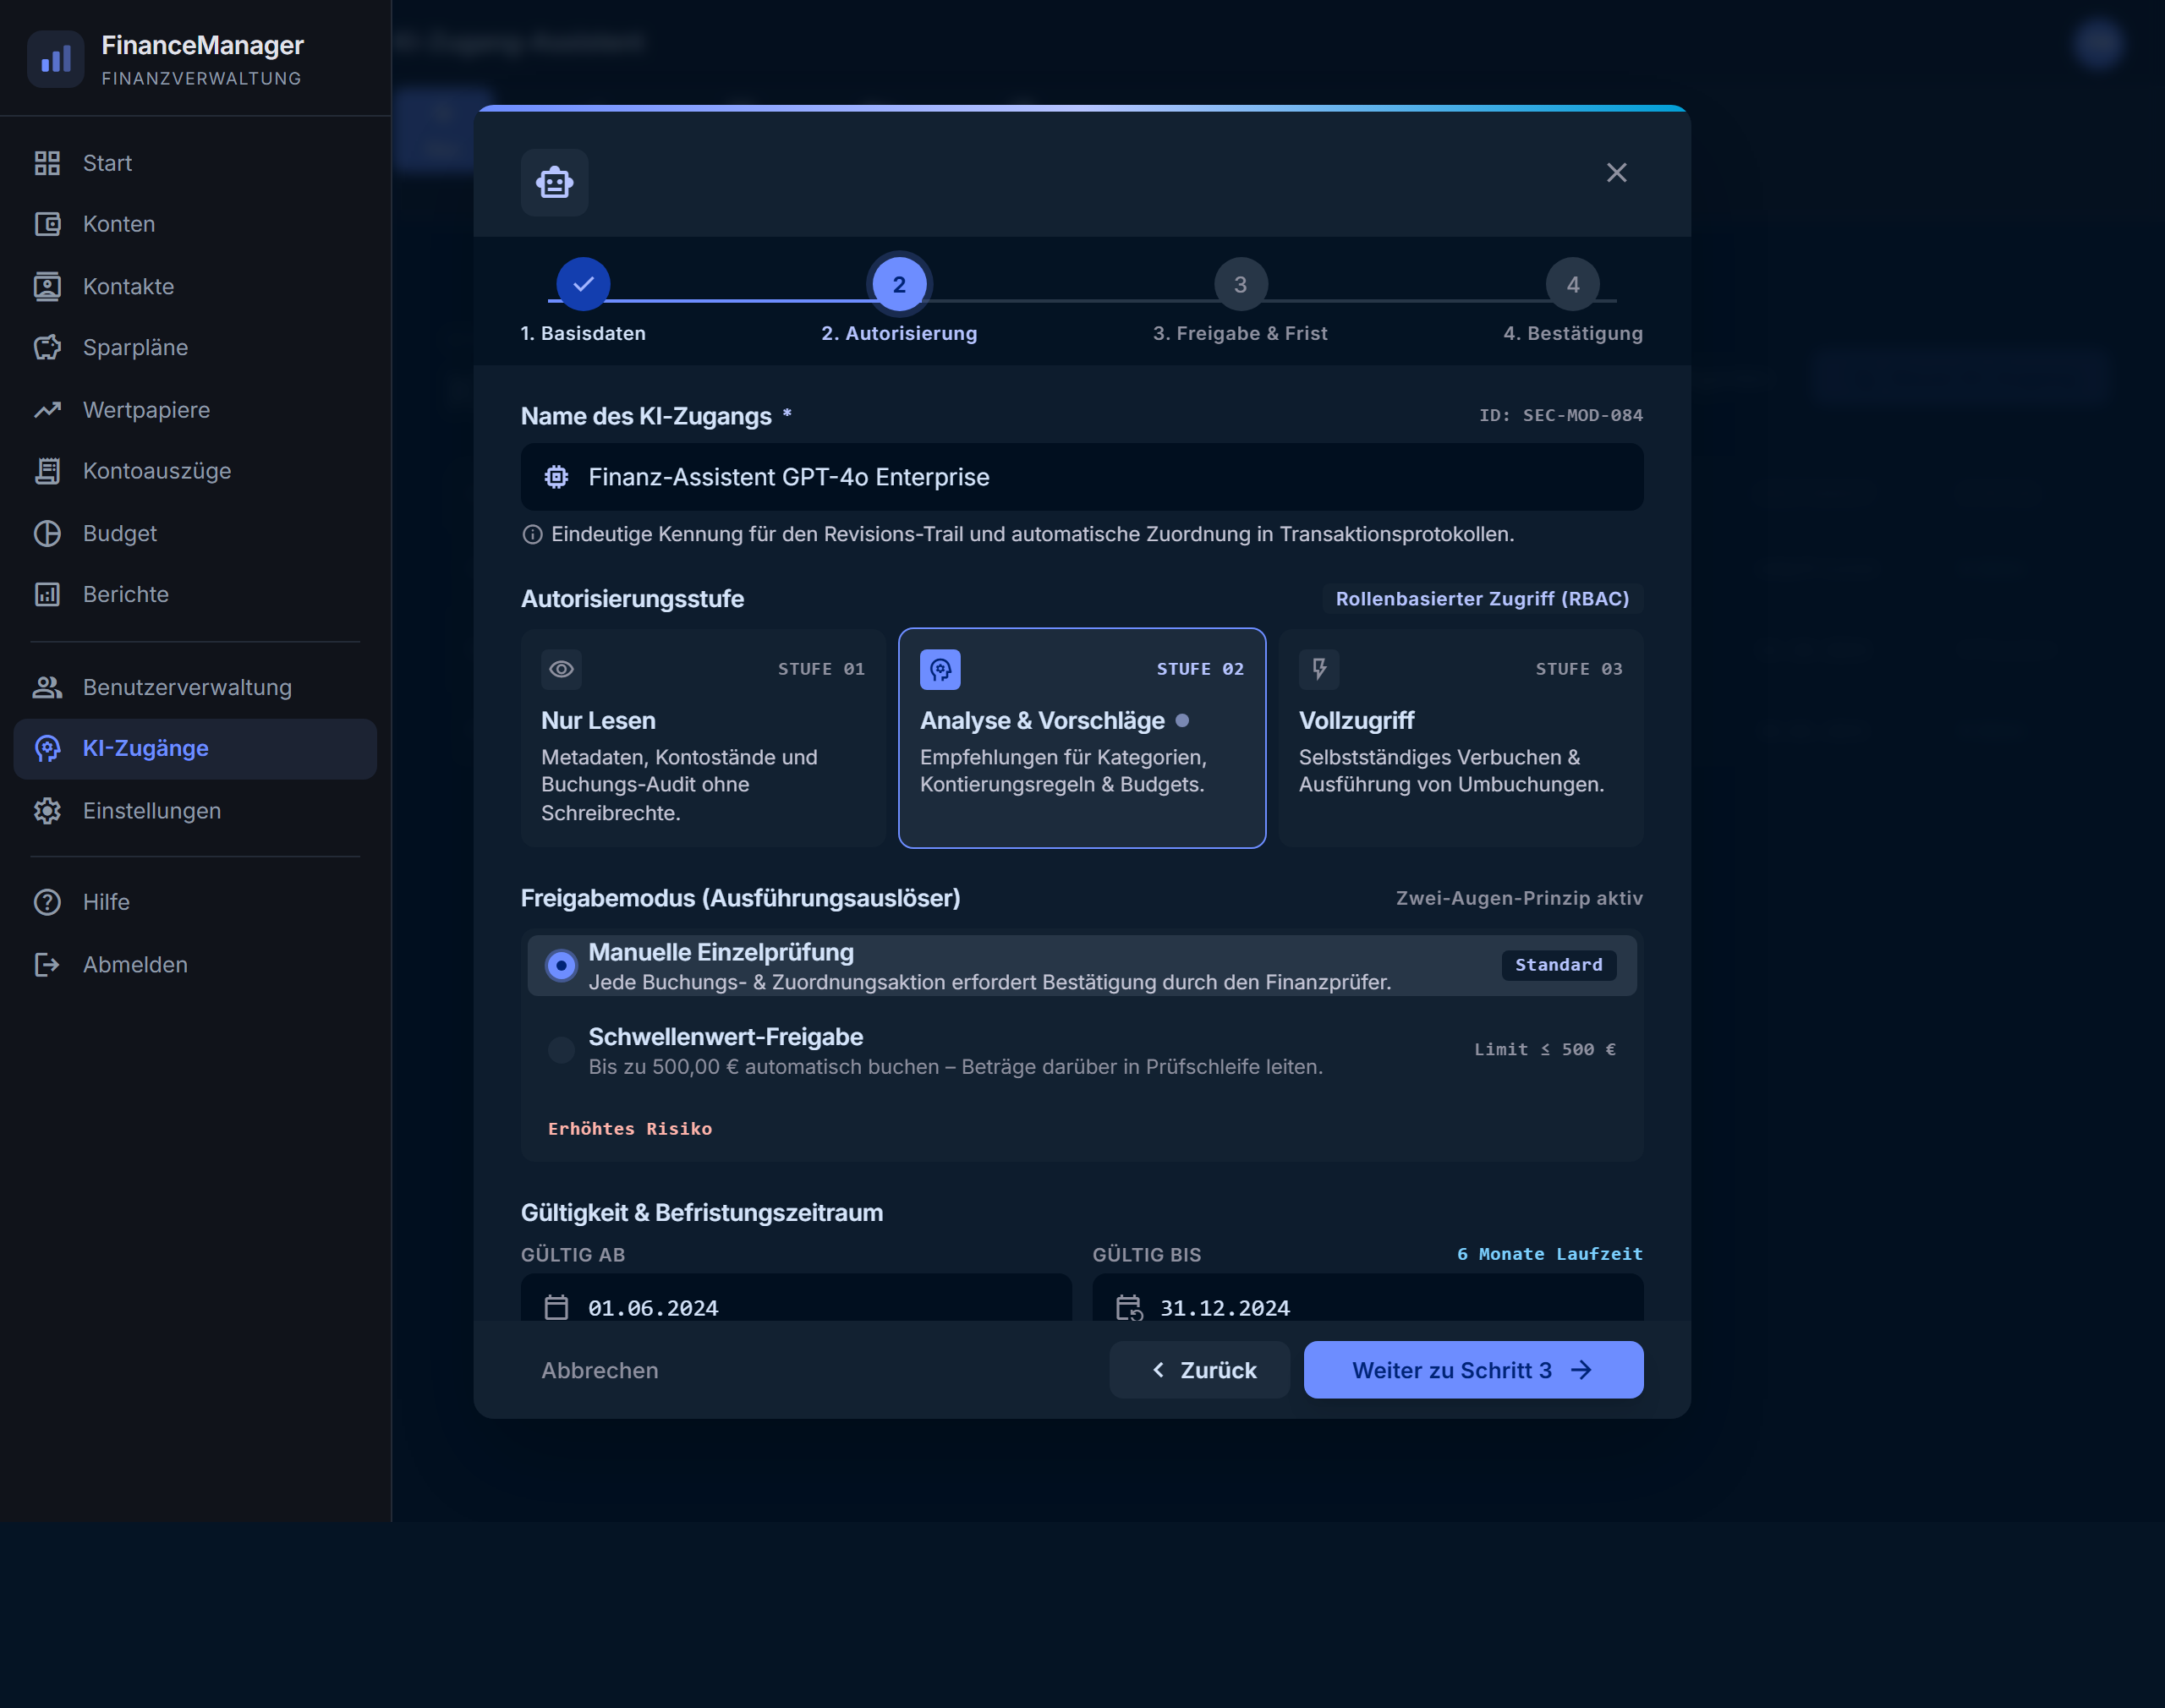 FinanceManager
FINANZVERWALTUNG
Start
Konten
Kontakte
Sparpläne
Wertpapiere
Kontoauszüge
Budget
Berichte
Benutzerverwaltung
KI-Zugänge
Einstellungen
Hilfe
Abmelden
2
3
4
1. Basisdaten
2. Autorisierung
3. Freigabe & Frist
4. Bestätigung
Name des KI-Zugangs *
ID: SEC-MOD-084
Finanz-Assistent GPT-4o Enterprise
Eindeutige Kennung für den Revisions-Trail und automatische Zuordnung in Transaktionsprotokollen.
Autorisierungsstufe
Rollenbasierter Zugriff (RBAC)
STUFE 01
Nur Lesen
Metadaten, Kontostände und
Buchungs-Audit ohne
Schreibrechte.
STUFE 02
Analyse & Vorschläge
Empfehlungen für Kategorien,
Kontierungsregeln & Budgets.
STUFE 03
Vollzugriff
Selbstständiges Verbuchen &
Ausführung von Umbuchungen.
Freigabemodus (Ausführungsauslöser)
Zwei-Augen-Prinzip aktiv
Manuelle Einzelprüfung
Jede Buchungs- & Zuordnungsaktion erfordert Bestätigung durch den Finanzprüfer.
Standard
Schwellenwert-Freigabe
Bis zu 500,00 € automatisch buchen – Beträge darüber in Prüfschleife leiten.
Limit ≤ 500 €
Erhöhtes Risiko
Gültigkeit & Befristungszeitraum
GÜLTIG AB
GÜLTIG BIS
6 Monate Laufzeit
01.06.2024
31.12.2024
Abbrechen
Zurück
Weiter zu Schritt 3